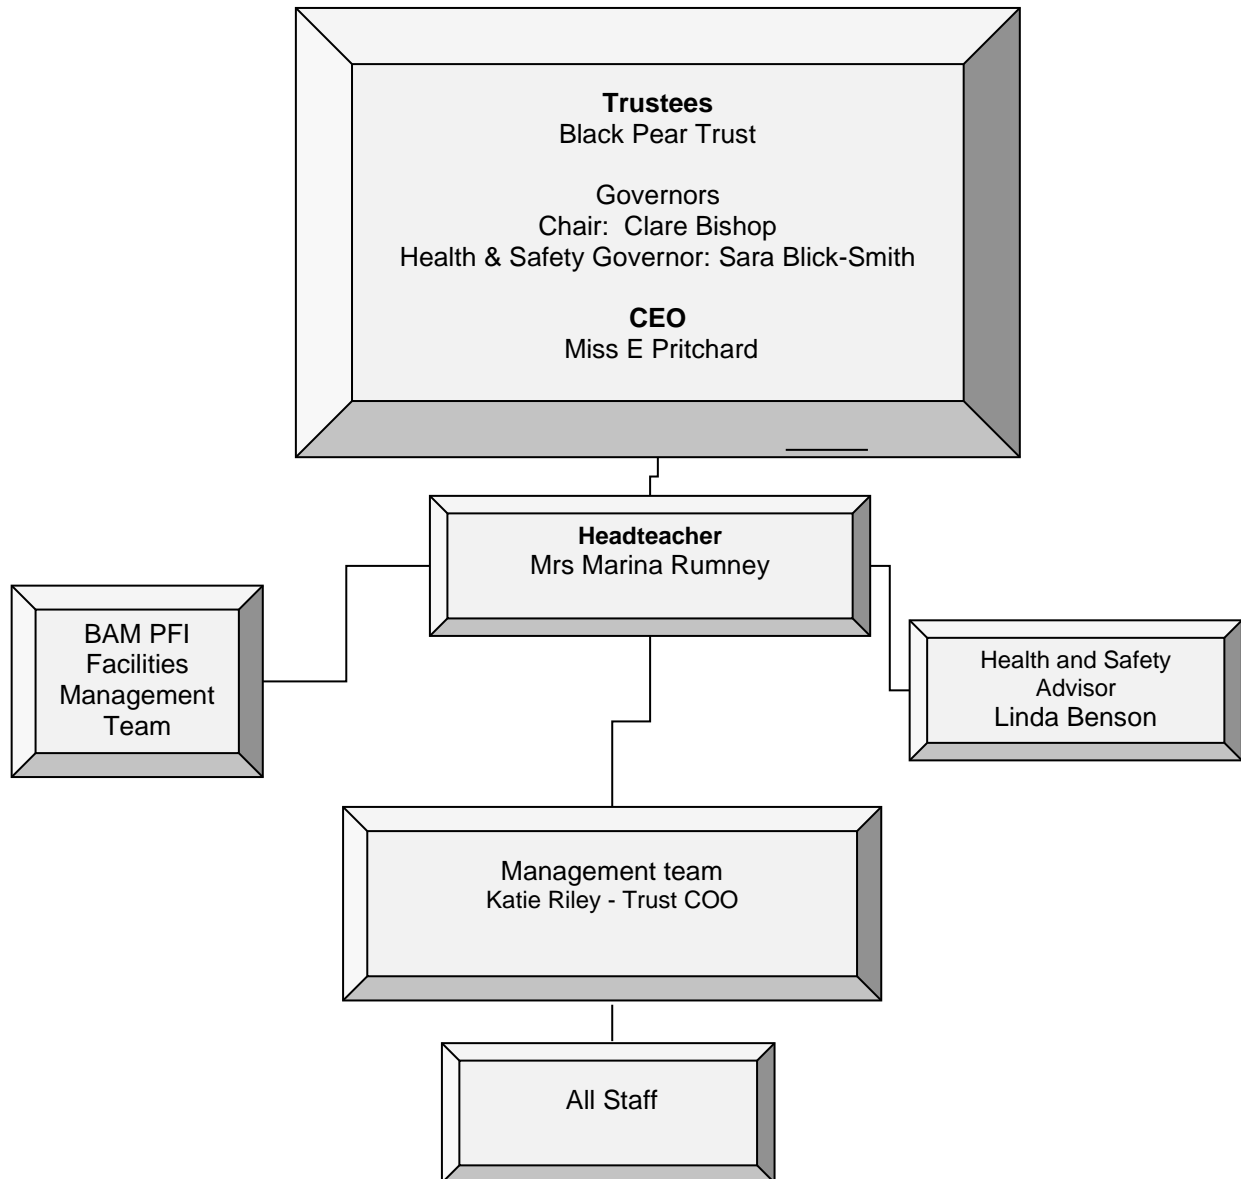 Trustees
Black Pear Trust
Governors
Chair:  Clare Bishop
Health & Safety Governor: Sara Blick-Smith
CEO
Miss E Pritchard
Headteacher
Mrs Marina Rumney
BAM PFI
Facilities
Management
Team
Health and Safety
Advisor
Linda Benson
Management team
Katie Riley - Trust COO
All Staff